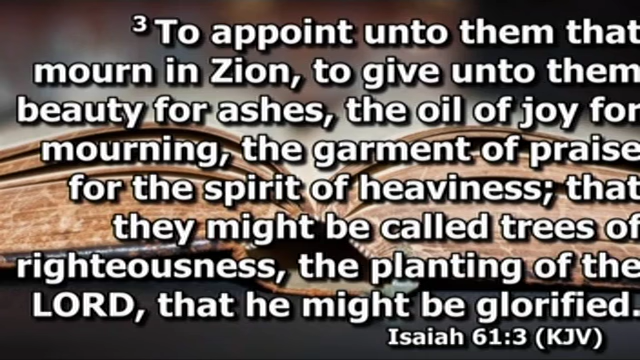 3 To appoint unto them that
mourn in Zion, to give unto them
beauty for ashes, the oil of joy for
mourning, the garment of praise
for the spirit of heaviness; that
they might be called trees of
righteousness, the planting of the
LORD, that he might be glorified.
Isaiah 61:3 (KJV)